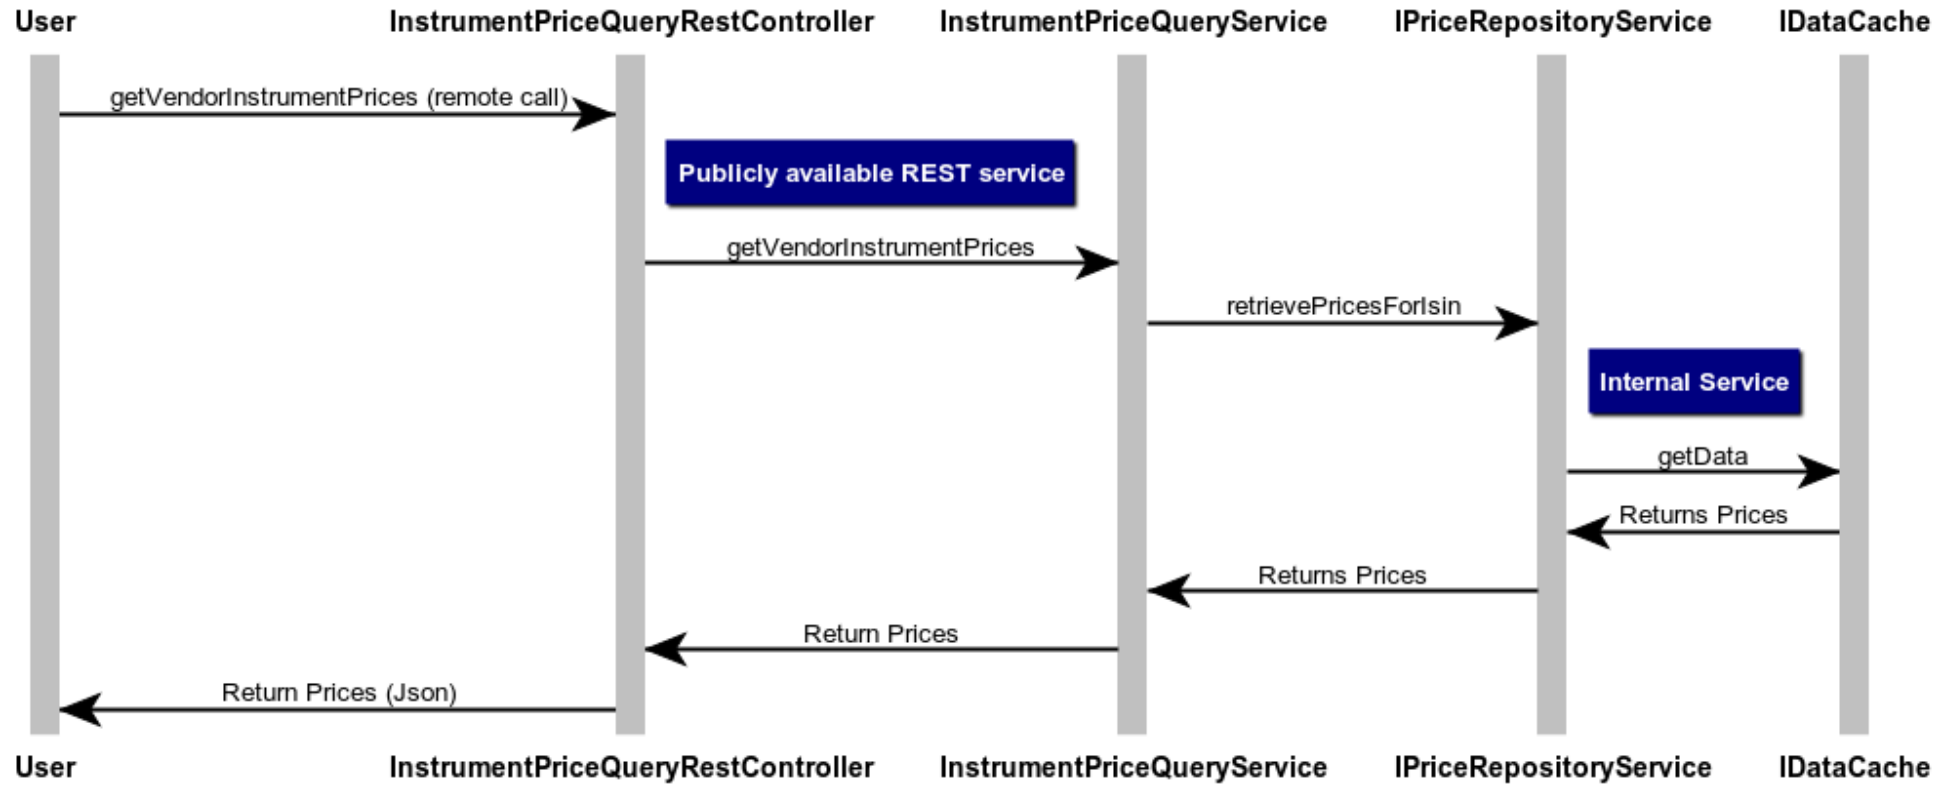 User InstrumentPriceQueryRestController InstrumentPriceQueryService IPriceRepositoryService IDataCache
getVendorInstrumentPrices (remote call)
Publicly available REST service
getVendorInstrumentPrices
retrievePricesForIsin
Internal Service
getData
Returns Prices
Returns Prices
Return Prices
Return Prices (Json)
User InstrumentPriceQueryRestController InstrumentPriceQueryService IPriceRepositoryService IDataCache